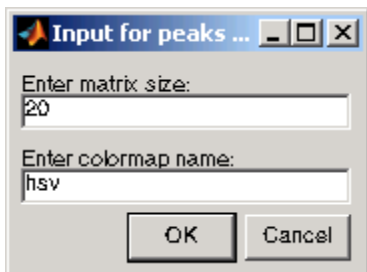 Input for peaks ...
Enter matrix size:
20
Enter colormap name:
hsv
OK Cancel